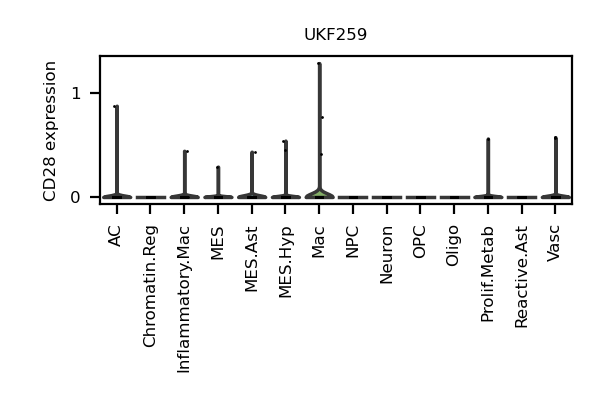 UKF259
CD28 expression
1
0
AC
Chromatin.Reg
Inflammatory.Mac
MES
MES.Ast
MES.Hyp
Mac
NPC
Neuron
OPC
Oligo
Prolif.Metab
Reactive.Ast
Vasc